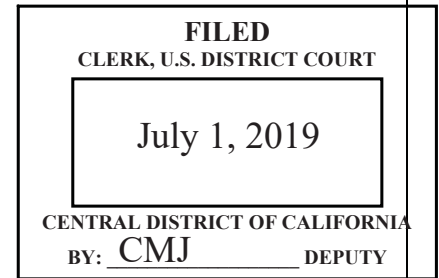 FILED
CLERK, U.S. DISTRICT COURT
July 1, 2019
CENTRAL DISTRICT OF CALIFORNIA
BY: CMJ DEPUTY